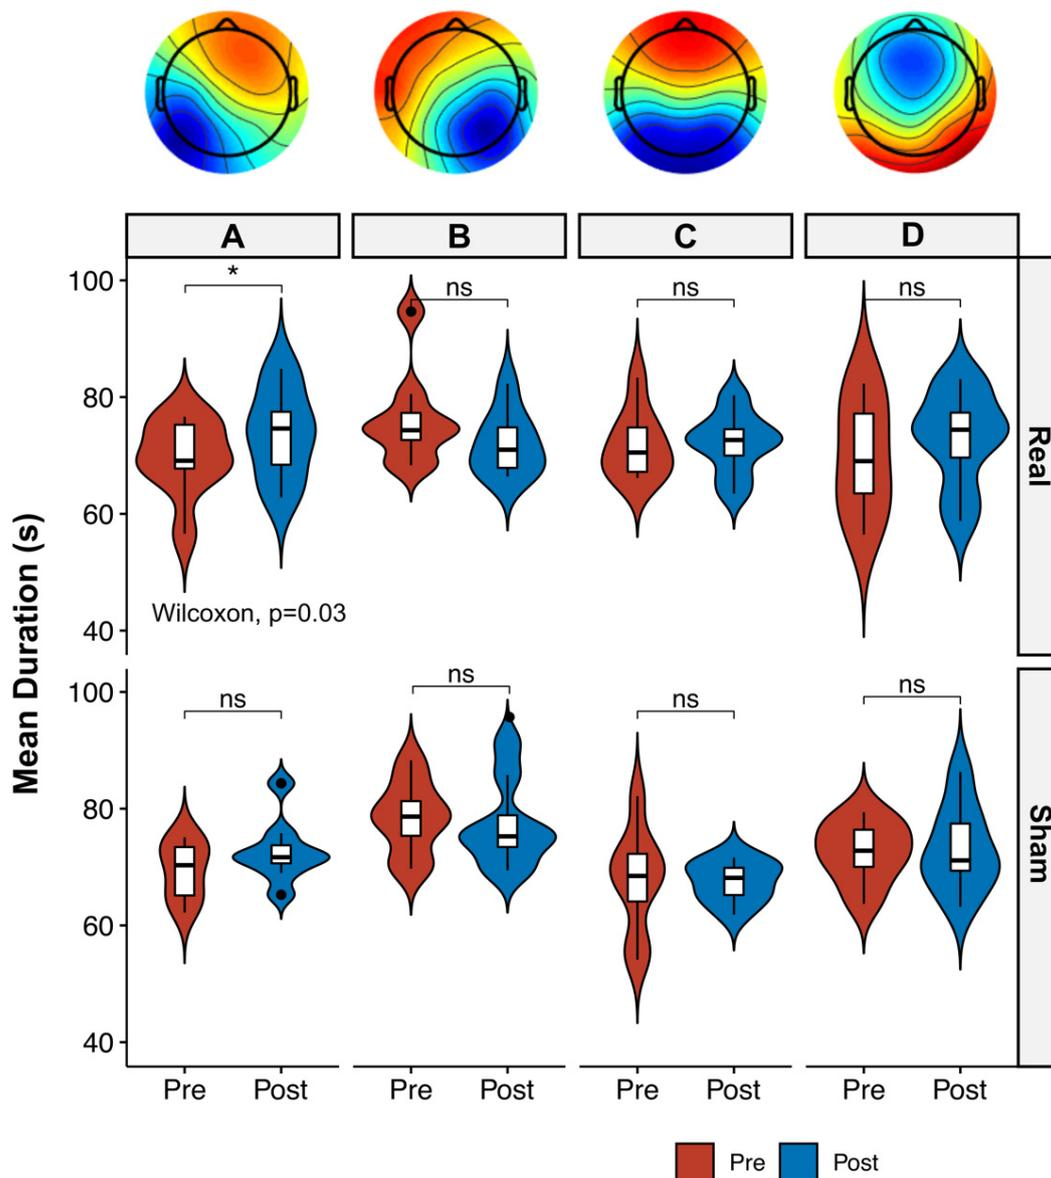 A B C D
100
*
ns
ns
ns
80
60
40
Wilcoxon, p=0.03
Real
Mean Duration (s)
100
ns
ns
ns
ns
80
60
40
Sham
Pre Post Pre Post Pre Post Pre Post
Pre Post